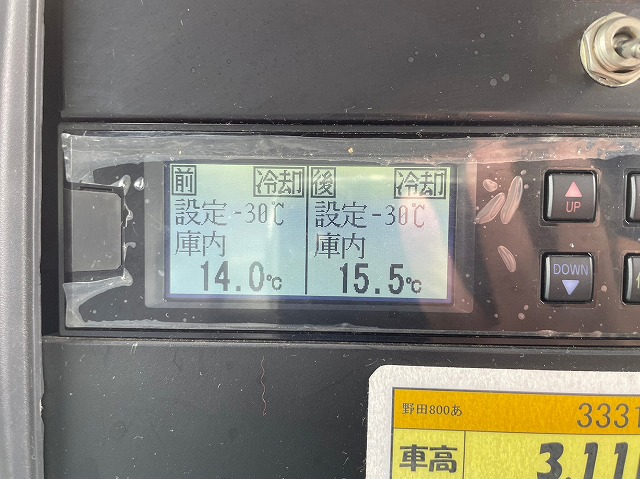 前 冷却 後 冷却
設定 -30℃ 設定 -30℃
庫内 庫内
14.0℃ 15.5℃
UP
DOWN
野田800あ 3331
車高 3.11